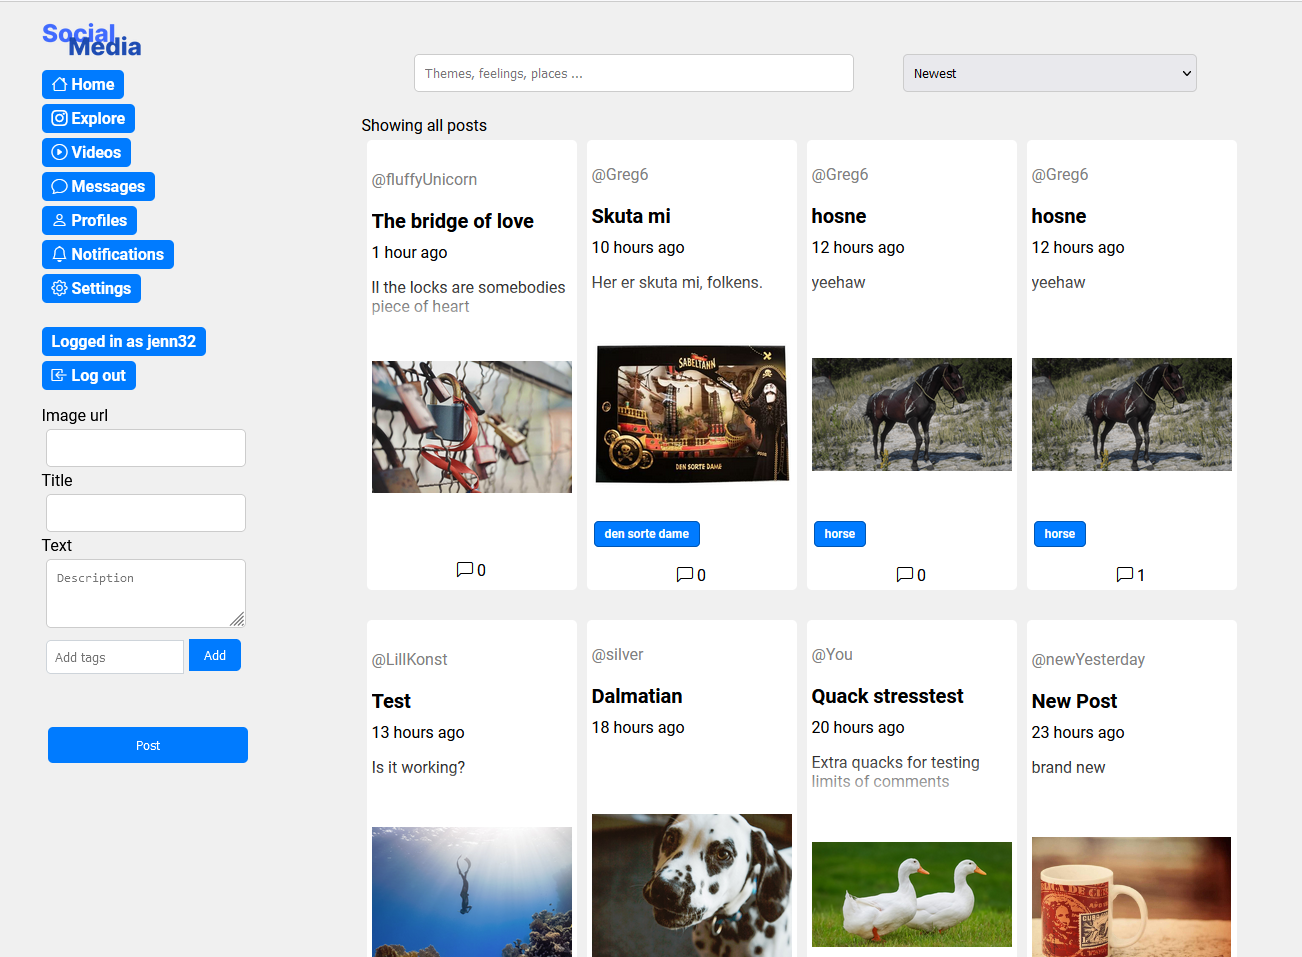 Social
Media
Home
Explore
Videos
Messages
Profiles
Notifications
Settings
Logged in as jenn32
Log out
Image url
Title
Text
Description
Add tags
Add
Post
Themes, feelings, places ...
Newest
Showing all posts
@fluffyUnicorn
The bridge of love
1 hour ago
ll the locks are somebodies
piece of heart
0
@Greg6
Skuta mi
10 hours ago
Her er skuta mi, folkens.
SABELTANN
DEN SORTE DAME
den sorte dame
0
@Greg6
hosne
12 hours ago
yeehaw
horse
0
@Greg6
hosne
12 hours ago
yeehaw
horse
1
@LillKonst
Test
13 hours ago
Is it working?
@silver
Dalmatian
18 hours ago
@You
Quack stresstest
20 hours ago
Extra quacks for testing
limits of comments
@newYesterday
New Post
23 hours ago
brand new